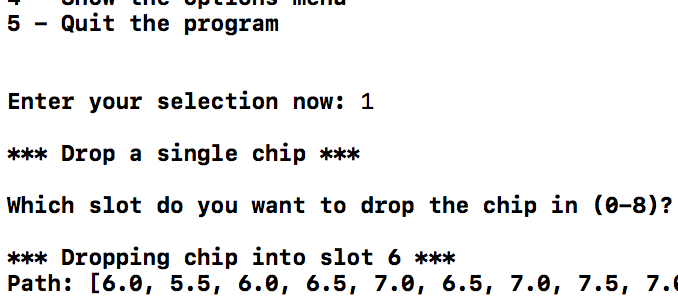 4 - Show the options menu
5 - Quit the program
Enter your selection now: 1
*** Drop a single chip ***
Which slot do you want to drop the chip in (0-8)?
*** Dropping chip into slot 6 ***
Path: [6.0, 5.5, 6.0, 6.5, 7.0, 6.5, 7.0, 7.5, 7.